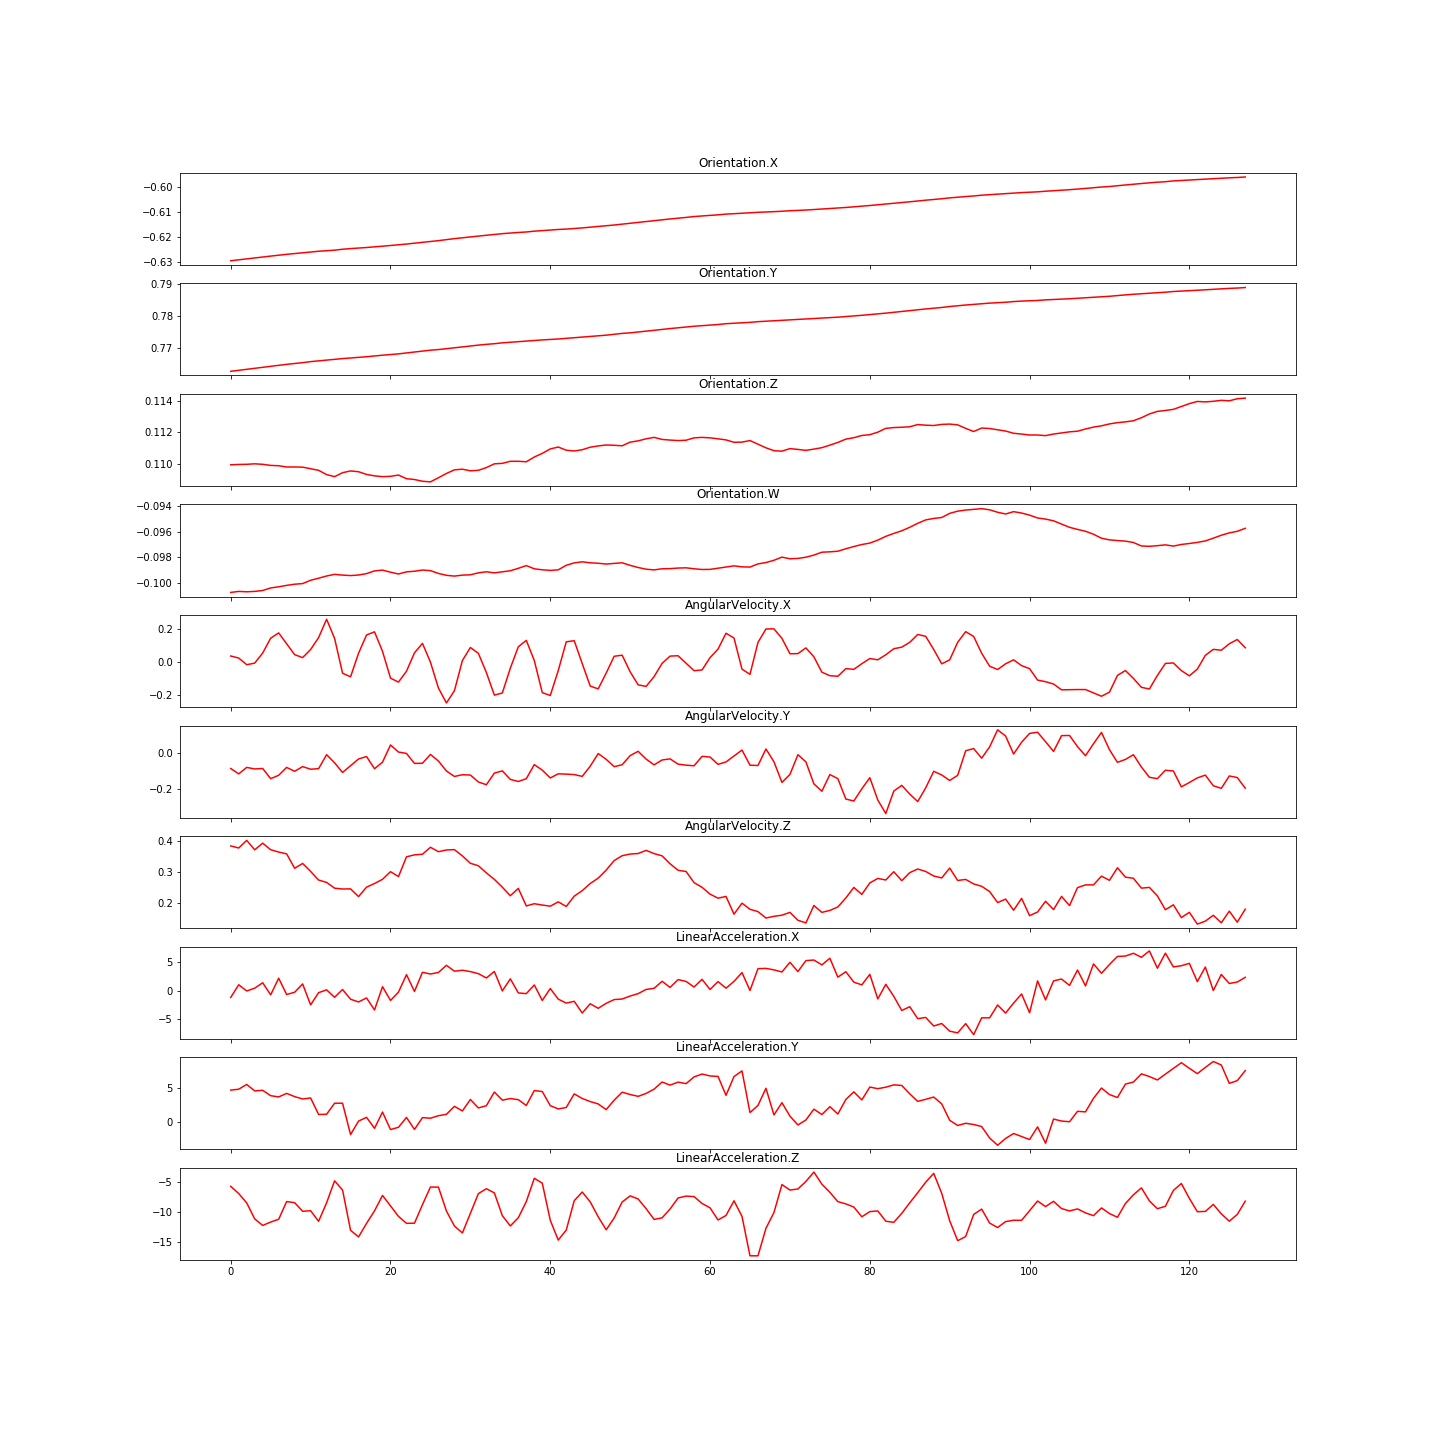 Orientation.X
−0.60
−0.61
−0.62
−0.63
Orientation.Y
0.79
0.78
0.77
Orientation.Z
0.114
0.112
0.110
Orientation.W
−0.094
−0.096
−0.098
−0.100
AngularVelocity.X
0.2
0.0
−0.2
AngularVelocity.Y
0.0
−0.2
AngularVelocity.Z
0.4
0.3
0.2
LinearAcceleration.X
5
0
−5
LinearAcceleration.Y
5
0
LinearAcceleration.Z
−5
−10
−15
0 20 40 60 80 100 120